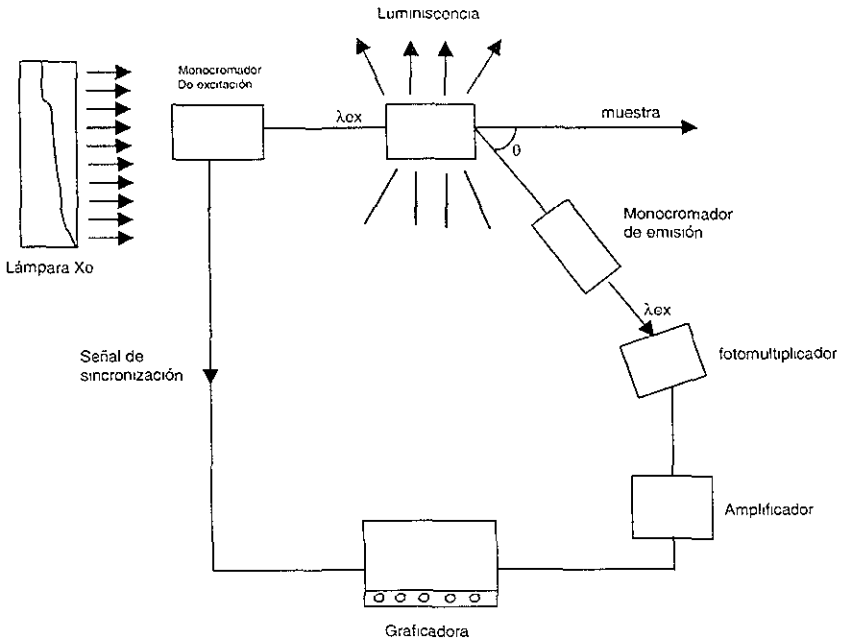 Luminiscencia
Monocromador
De excitación
λex
muestra
θ
Lámpara Xe
Monocromador
de emisión
λex
fotomultiplicador
Señal de
sincronización
Amplificador
Graficadora